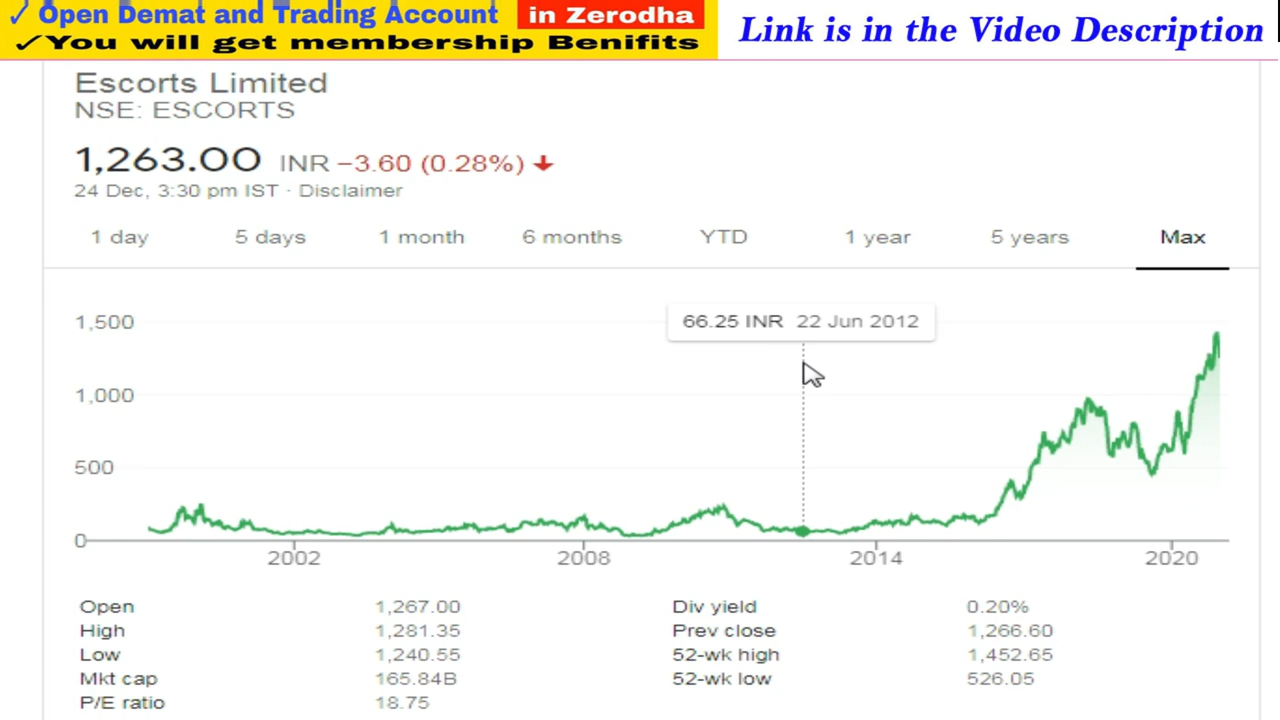 ✓ Open Demat and Trading Account in Zerodha
✓You will get membership Benifits
Link is in the Video Description
Escorts Limited
NSE: ESCORTS
1,263.00 INR −3.60 (0.28%) ↓
24 Dec, 3:30 pm IST · Disclaimer
1 day 5 days 1 month 6 months YTD 1 year 5 years Max
66.25 INR 22 Jun 2012
1,500
1,000
500
0
2002 2008 2014 2020
Open 1,267.00 Div yield 0.20%
High 1,281.35 Prev close 1,266.60
Low 1,240.55 52-wk high 1,452.65
Mkt cap 165.84B 52-wk low 526.05
P/E ratio 18.75